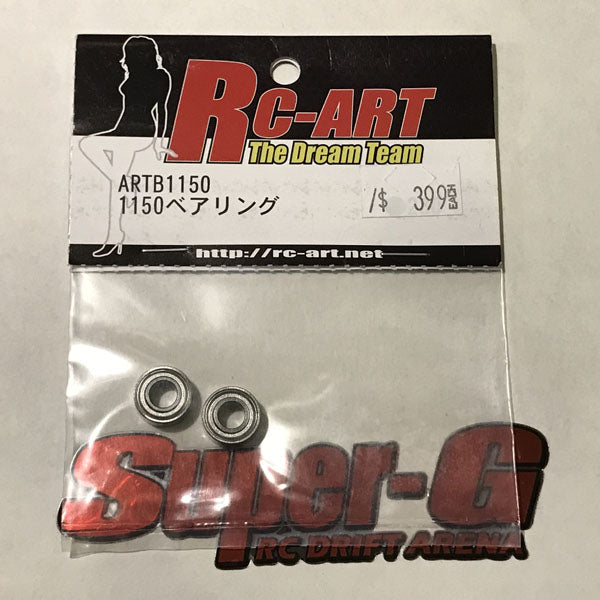 RC-ART
The Dream Team
ARTB1150
1150ベアリング
/$ 399 EACH
http://rc-art.net
Super-G
RC DRIFT ARENA